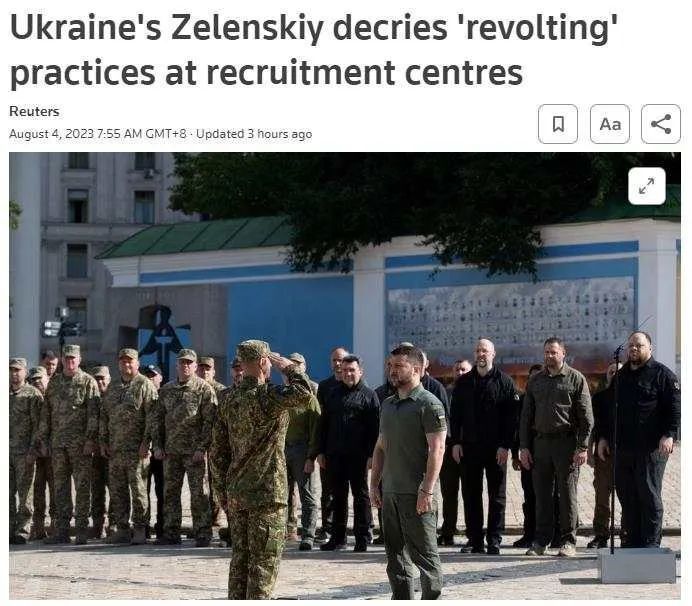 Ukraine's Zelenskiy decries 'revolting'
practices at recruitment centres
Reuters
August 4, 2023 7:55 AM GMT+8 · Updated 3 hours ago
Aa